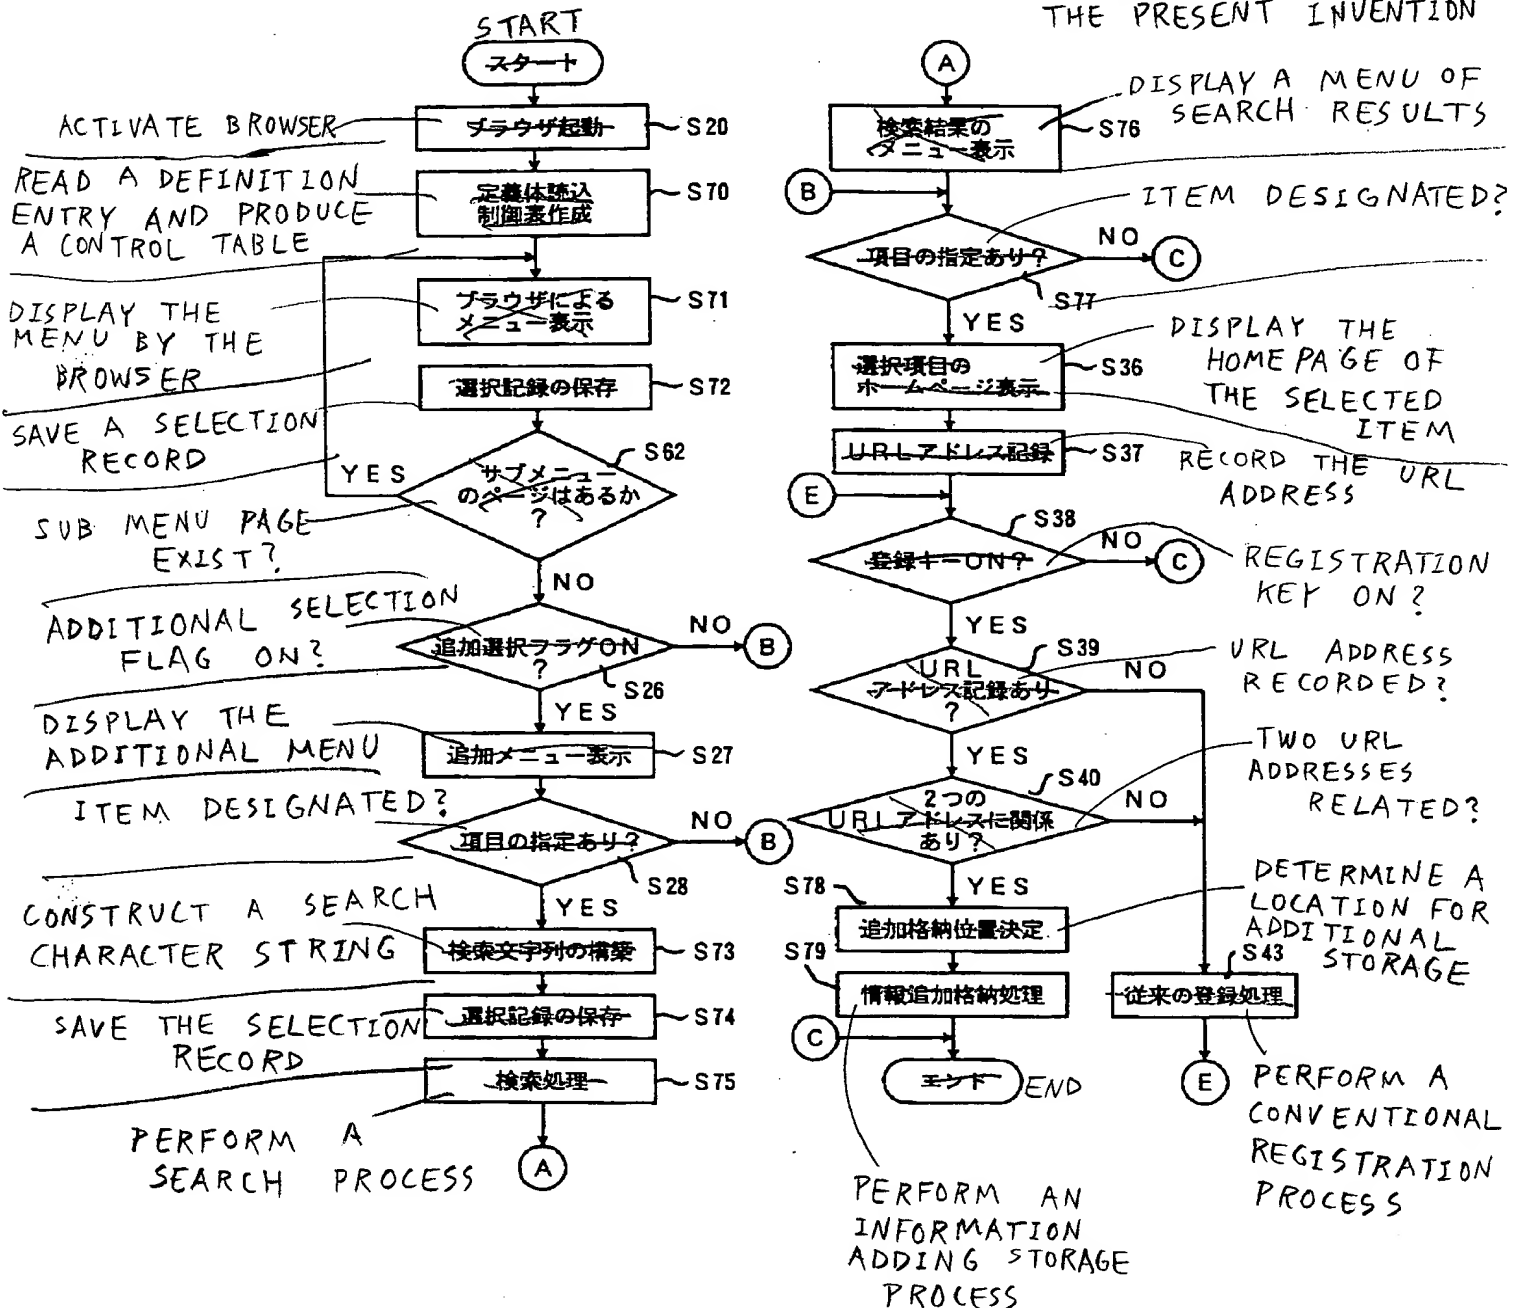 THE PRESENT INVENTION
START
スタート
ACTIVATE BROWSER
ブラウザ起動
S20
READ A DEFINITION
ENTRY AND PRODUCE
A CONTROL TABLE
定義体読込
制御表作成
S70
DISPLAY THE
MENU BY THE
BROWSER
ブラウザによる
メニュー表示
S71
SAVE A SELECTION
RECORD
選択記録の保存
S72
YES
サブメニュー
のページはあるか
?
S62
SUB MENU PAGE
EXIST?
NO
ADDITIONAL SELECTION
FLAG ON?
追加選択フラグON
?
NO
B
S26
YES
DISPLAY THE
ADDITIONAL MENU
追加メニュー表示
S27
ITEM DESIGNATED?
項目の指定あり?
NO
B
S28
YES
CONSTRUCT A SEARCH
CHARACTER STRING
検索文字列の構築
S73
SAVE THE SELECTION
RECORD
選択記録の保存
S74
検索処理
S75
PERFORM A
SEARCH PROCESS
A
A
検索結果の
メニュー表示
S76
DISPLAY A MENU OF
SEARCH RESULTS
B
ITEM DESIGNATED?
項目の指定あり?
NO
C
S77
YES
選択項目の
ホームページ表示
S36
DISPLAY THE
HOMEPAGE OF
THE SELECTED
ITEM
URLアドレス記録
S37
RECORD THE URL
ADDRESS
E
S38
登録キーON?
NO
C
REGISTRATION
KEY ON?
YES
S39
URL
アドレス記録あり
?
NO
URL ADDRESS
RECORDED?
YES
S40
2つの
URLアドレスに関係
あり?
NO
TWO URL
ADDRESSES
RELATED?
YES
S78
追加格納位置決定
DETERMINE A
LOCATION FOR
ADDITIONAL
STORAGE
S79
情報追加格納処理
S43
従来の登録処理
C
エンド
END
E
PERFORM A
CONVENTIONAL
REGISTRATION
PROCESS
PERFORM AN
INFORMATION
ADDING STORAGE
PROCESS